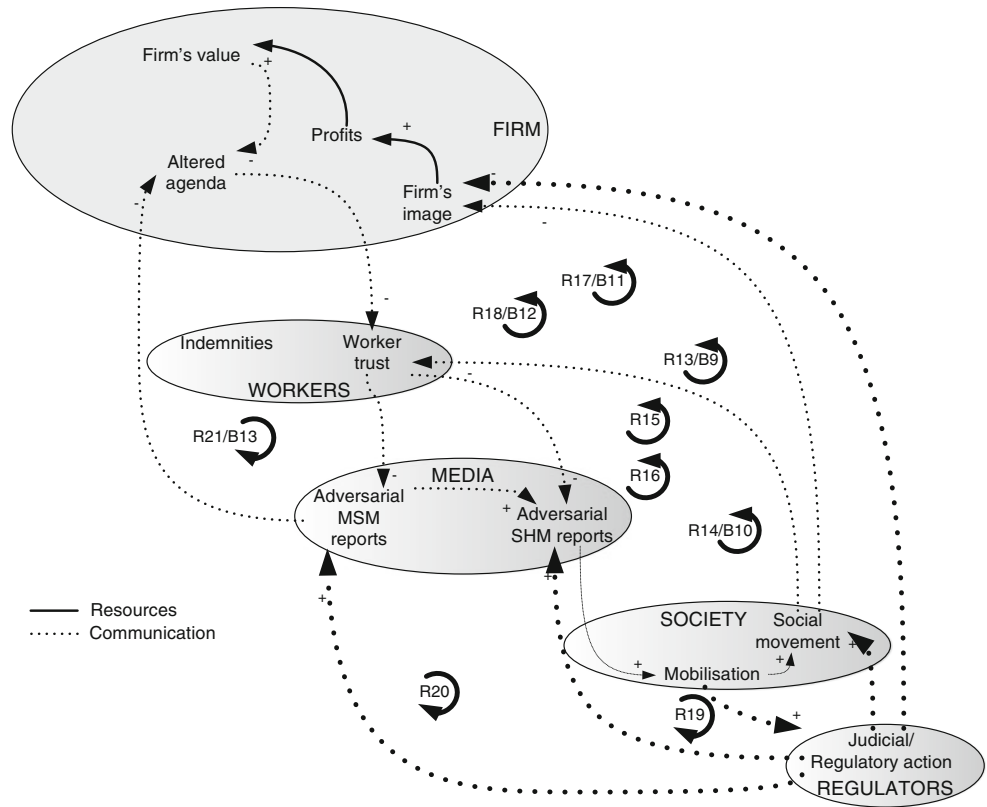 Firm's value
+
Profits
+
FIRM
-
Altered
agenda
-
Firm's
image
-
-
-
R17/B11
R18/B12
Indemnities
Worker
trust
-
WORKERS
R13/B9
R15
R21/B13
R16
MEDIA
-
-
Adversarial
MSM
reports
+
Adversarial
SHM reports
R14/B10
+
+
Resources
Communication
SOCIETY
Social
movement
+
+
+
Mobilisation
R20
R19
+
Judicial/
Regulatory action
REGULATORS